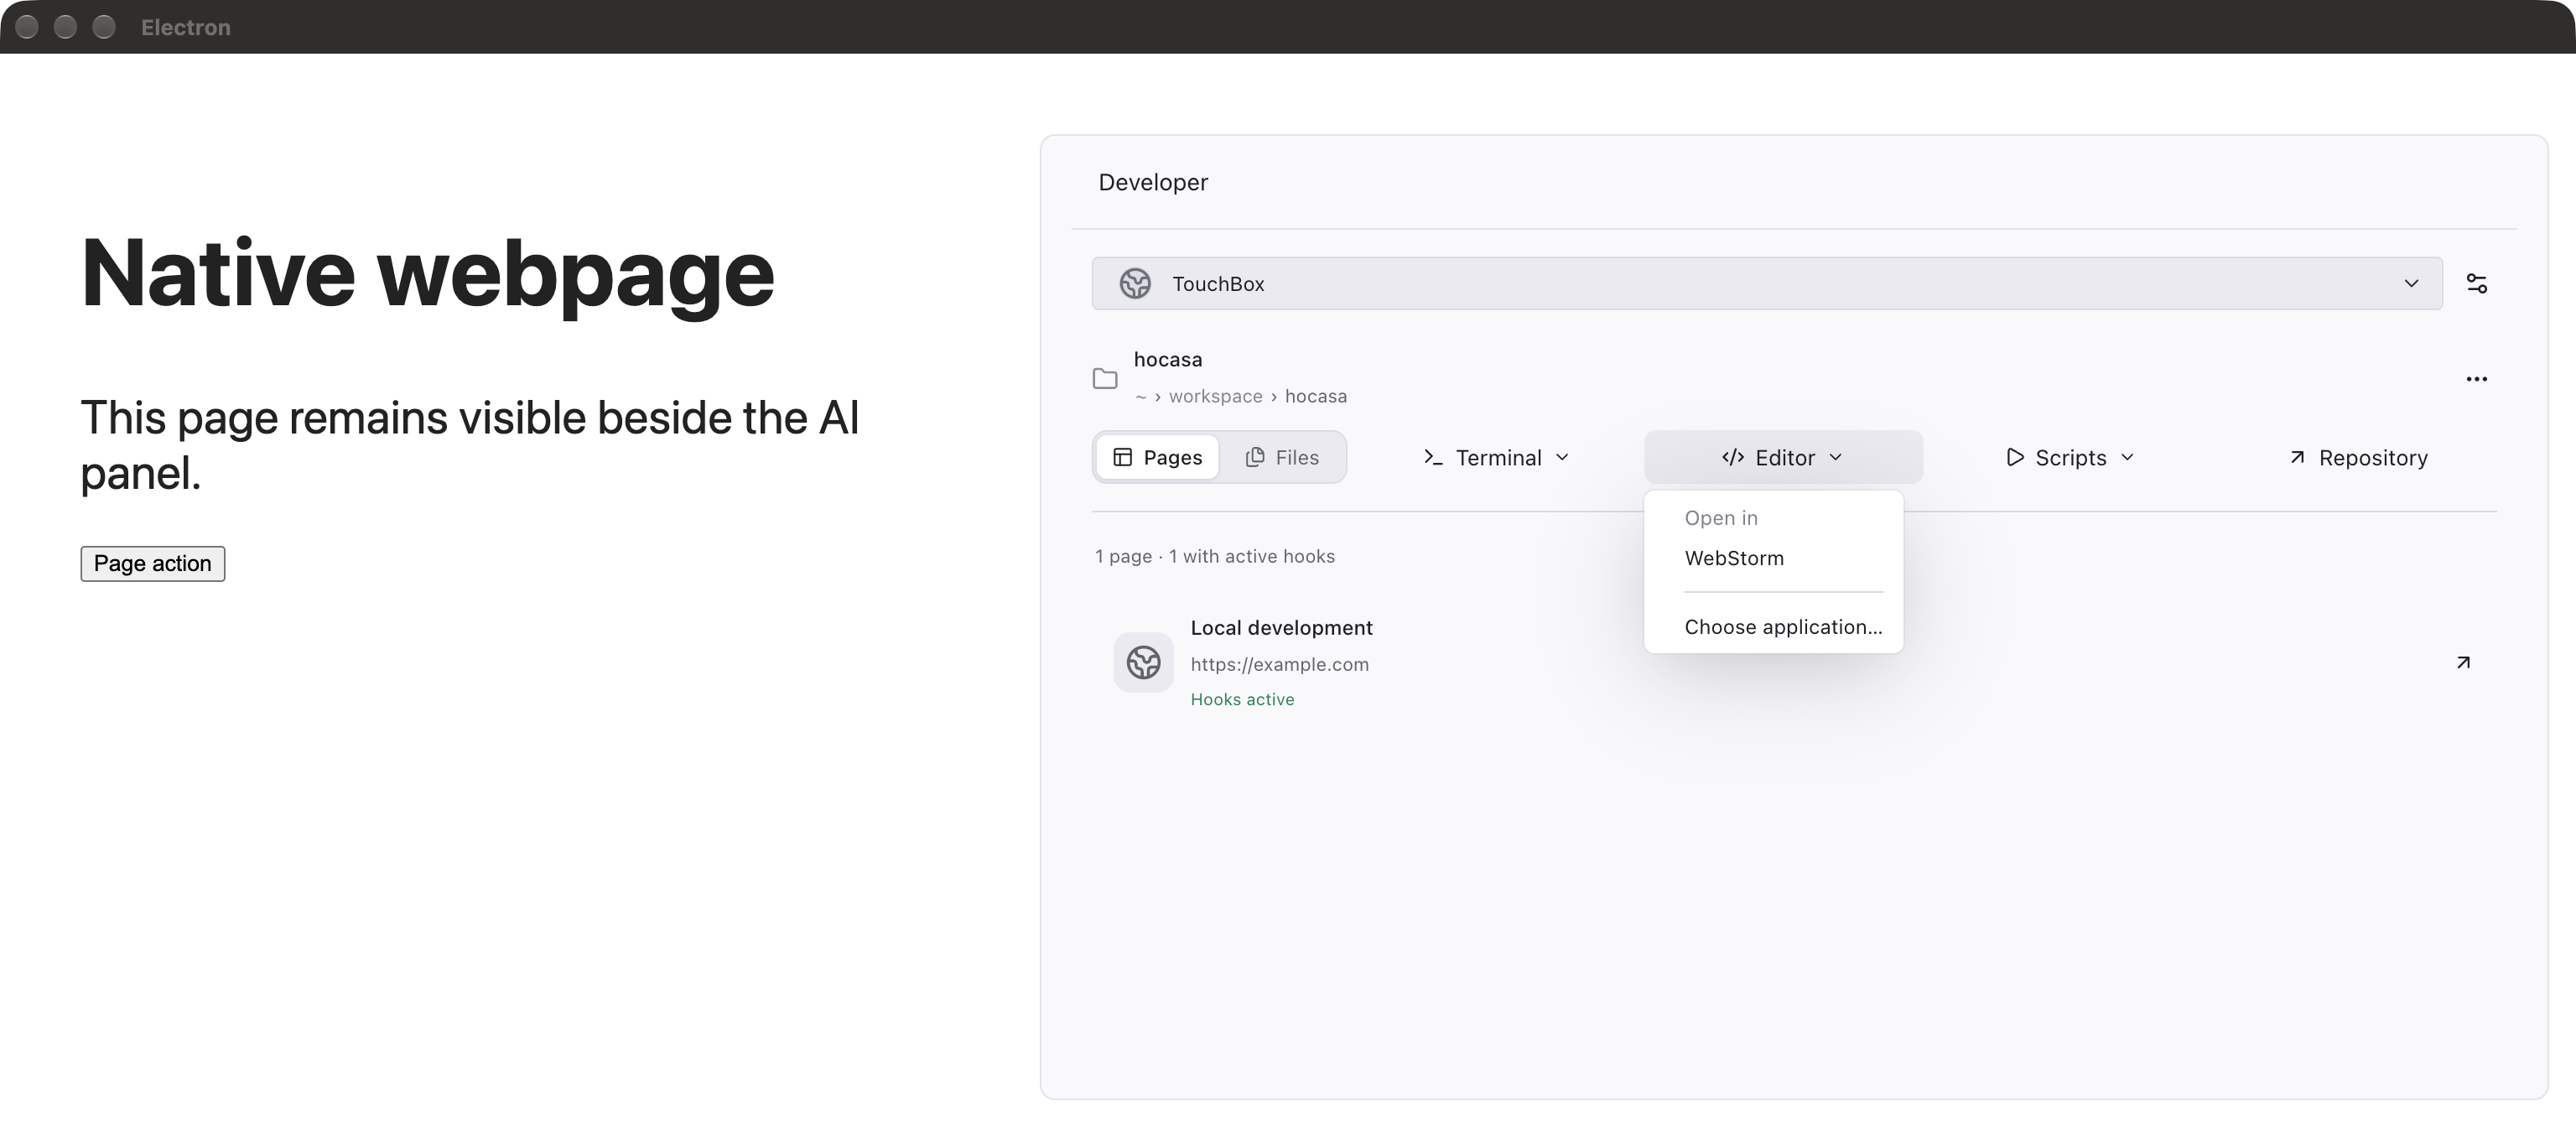 Electron
Native webpage
This page remains visible beside the AI
panel.
Page action
Developer
TouchBox
hocasa
~ › workspace › hocasa
Pages Files Terminal Editor Scripts Repository
Open in
WebStorm
Choose application...
1 page · 1 with active hooks
Local development
https://example.com
Hooks active